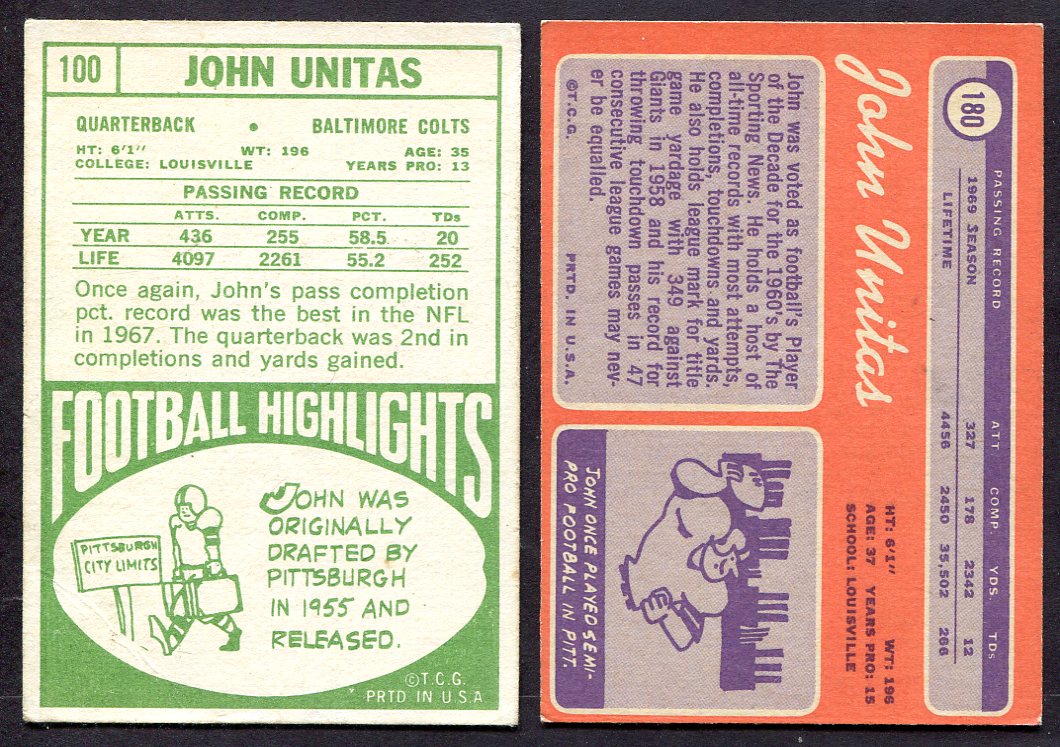 100 JOHN UNITAS
QUARTERBACK • BALTIMORE COLTS
HT: 6'1" WT: 196 AGE: 35
COLLEGE: LOUISVILLE YEARS PRO: 13
PASSING RECORD
ATTS. COMP. PCT. TDs
YEAR 436 255 58.5 20
LIFE 4097 2261 55.2 252
Once again, John's pass completion
pct. record was the best in the NFL
in 1967. The quarterback was 2nd in
completions and yards gained.
FOOTBALL HIGHLIGHTS
PITTSBURGH
CITY LIMITS
JOHN WAS
ORIGINALLY
DRAFTED BY
PITTSBURGH
IN 1955 AND
RELEASED.
©T.C.G.
PRTD IN U.S.A
180
PASSING RECORD ATT COMP. YDS. TDs
1969 SEASON 327 178 2342 12
LIFETIME 4456 2450 35,502 266
John Unitas
HT: 6'1" WT: 196
AGE: 37 YEARS PRO: 15
SCHOOL: LOUISVILLE
John was voted as football's Player
of the Decade for the 1960's by The
Sporting News. He holds a host of
all-time records with most attempts,
completions, touchdowns and yards.
He also holds league mark for title
game yardage with 349 against
Giants in 1958 and his record for
throwing touchdown passes in 47
consecutive league games may nev-
er be equalled.
©T.C.G. PRTD. IN U.S.A.
JOHN ONCE PLAYED SEMI-
PRO FOOTBALL IN PITT.